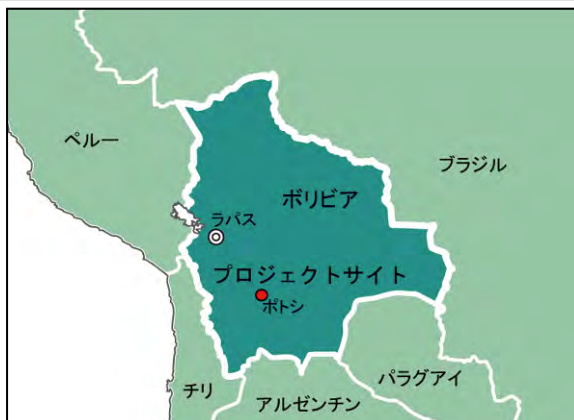 ペルー
ブラジル
ボリビア
ラパス
プロジェクトサイト
ポトシ
パラグアイ
チリ
アルゼンチン